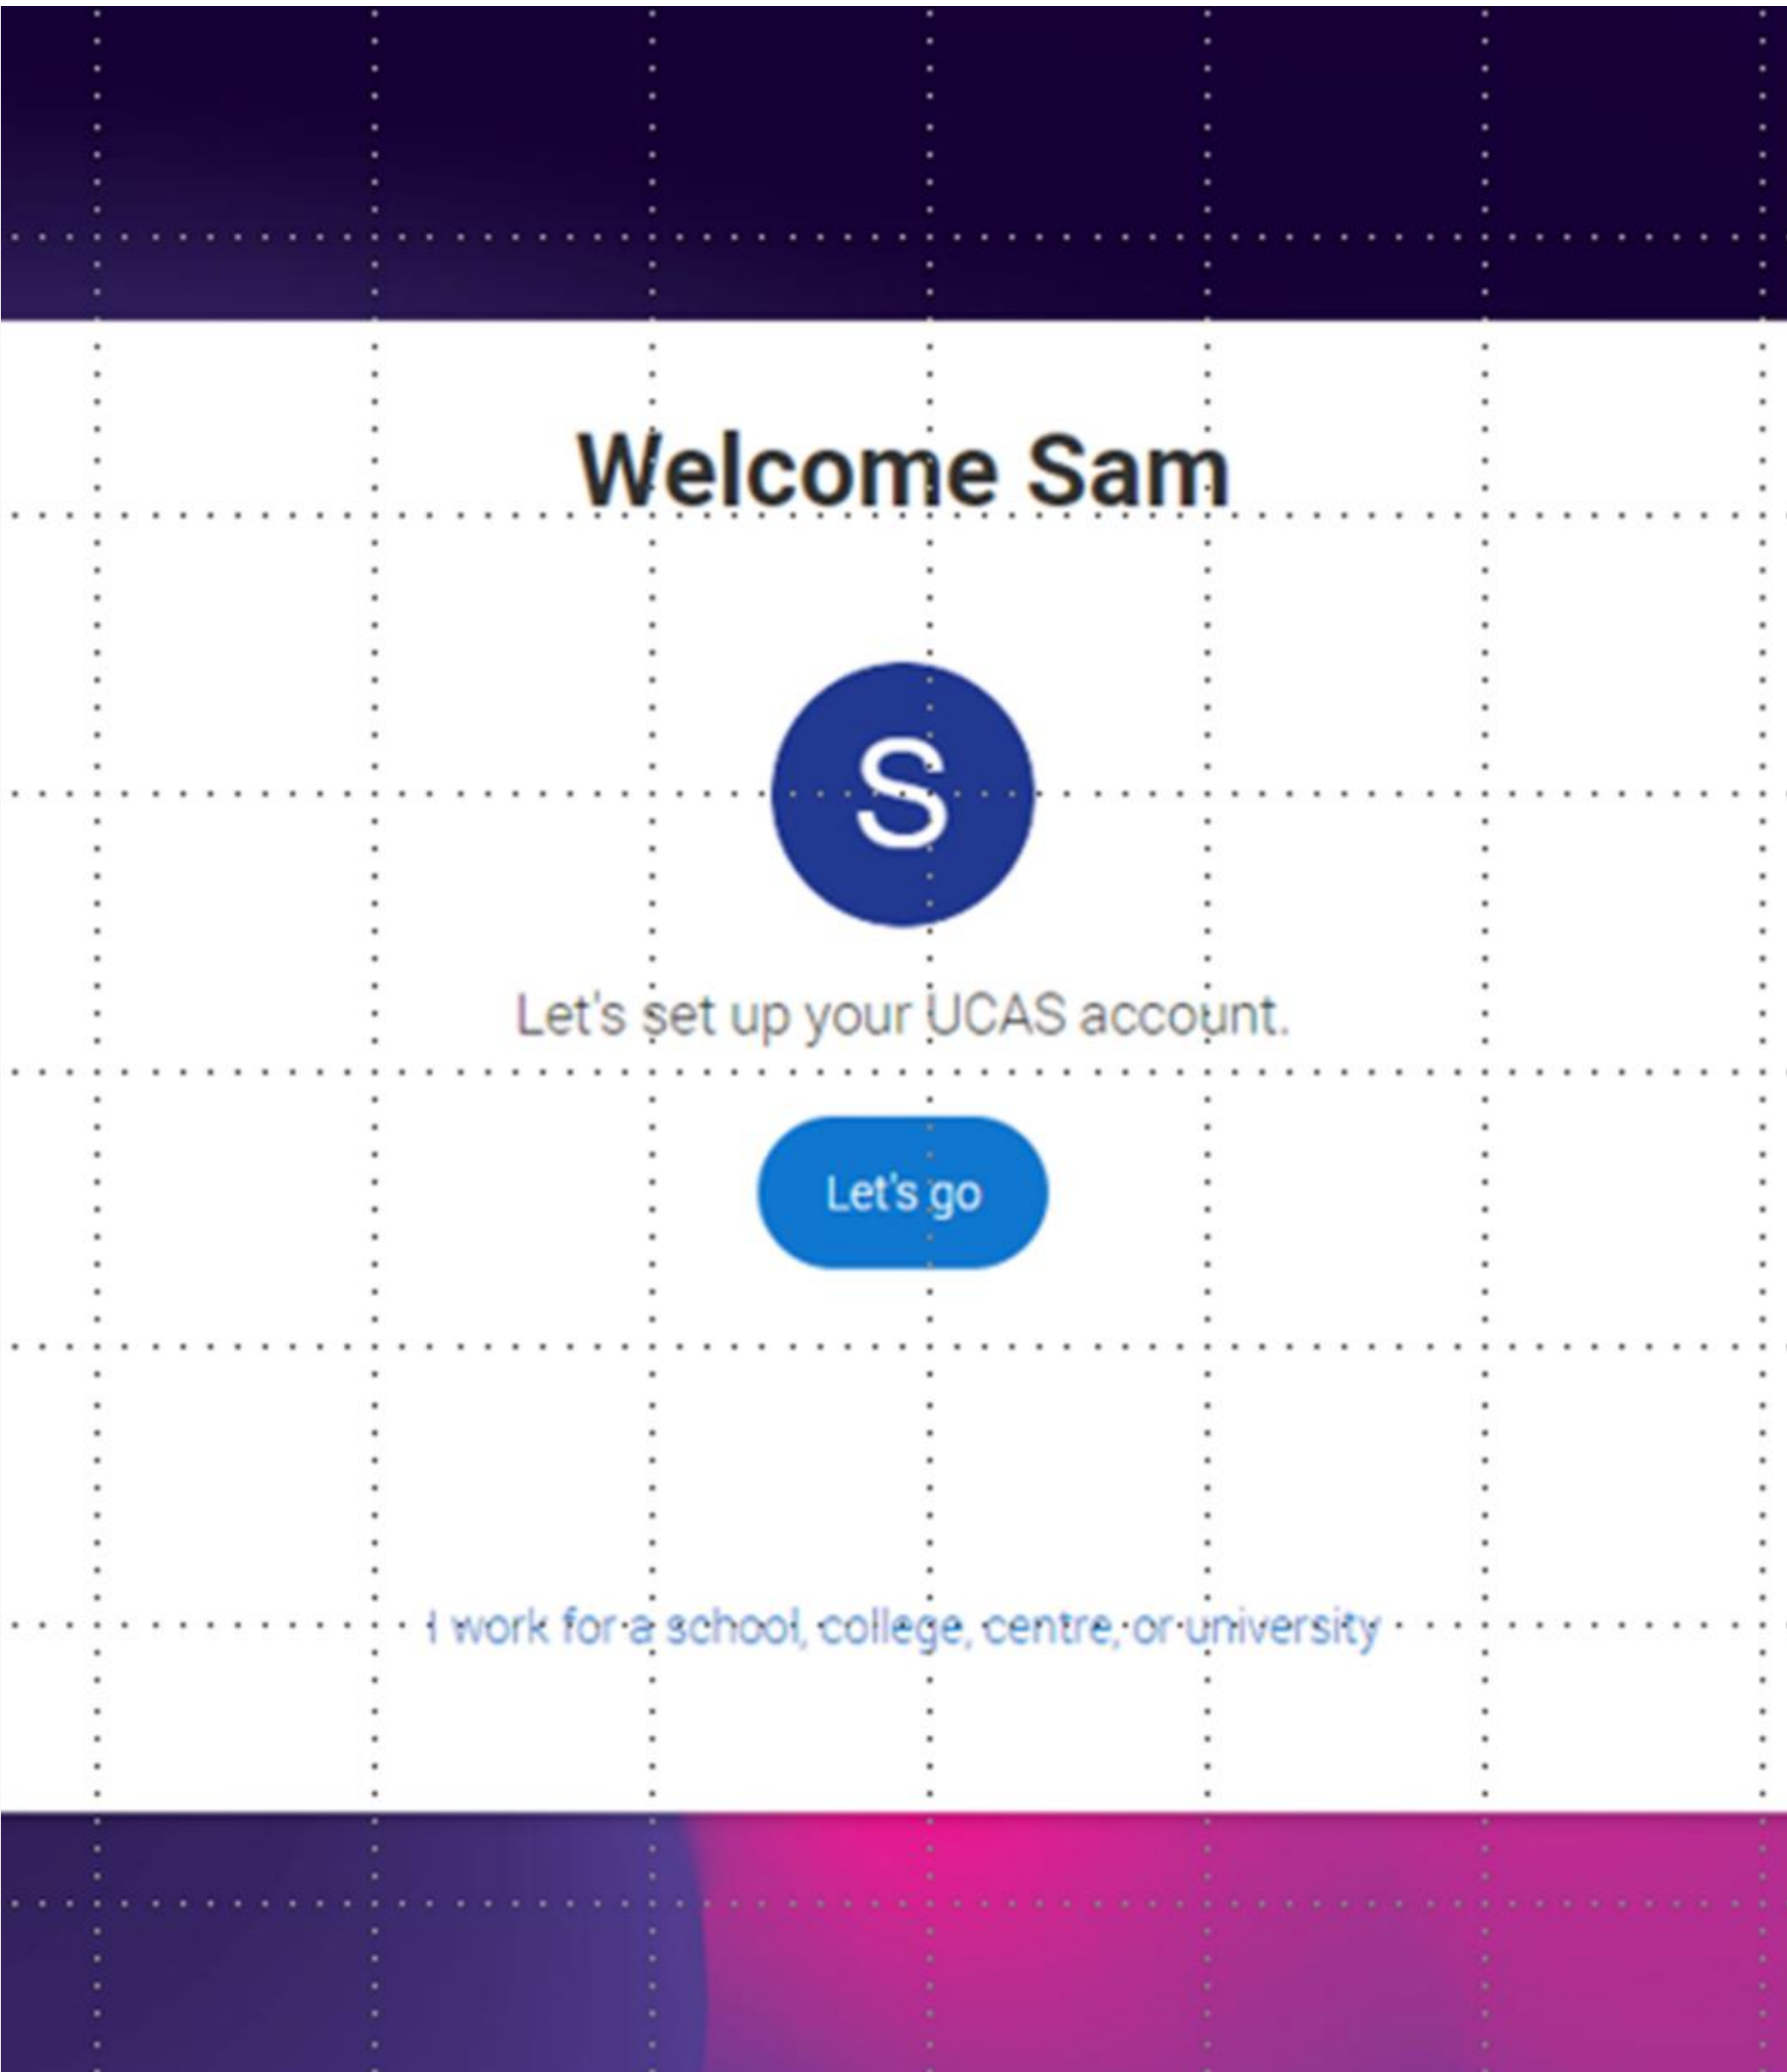 Welcome Sam
S
Let's set up your UCAS account.
Let's go
I work for a school, college, centre, or university